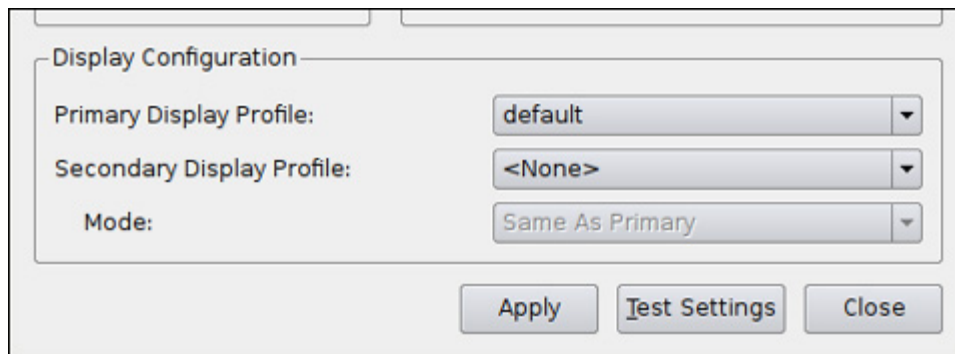 Display Configuration
Primary Display Profile: default
Secondary Display Profile: <None>
Mode: Same As Primary
Apply Test Settings Close